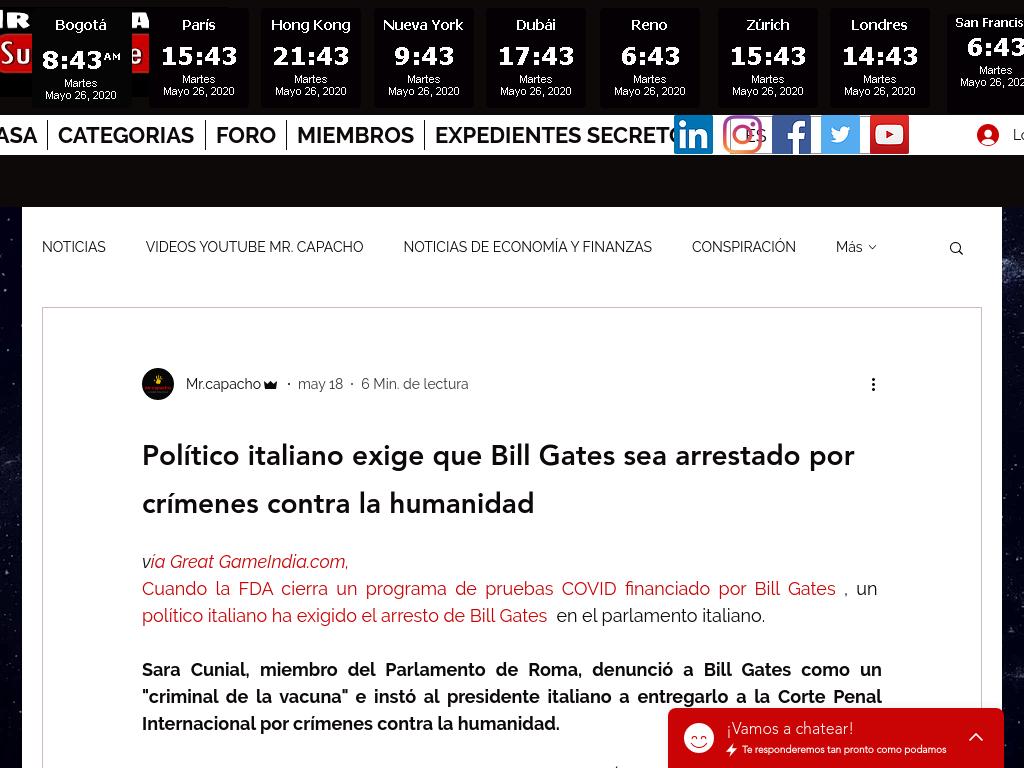 Bogotá
8:43AM
Martes
Mayo 26, 2020
París
15:43
Martes
Mayo 26, 2020
Hong Kong
21:43
Martes
Mayo 26, 2020
Nueva York
9:43
Martes
Mayo 26, 2020
Dubái
17:43
Martes
Mayo 26, 2020
Reno
6:43
Martes
Mayo 26, 2020
Zúrich
15:43
Martes
Mayo 26, 2020
Londres
14:43
Martes
Mayo 26, 2020
San Francis
6:43
Martes
Mayo 26, 202
IR A
Su e
ASA CATEGORIAS FORO MIEMBROS EXPEDIENTES SECRETO ES Lo
NOTICIAS VIDEOS YOUTUBE MR. CAPACHO NOTICIAS DE ECONOMÍA Y FINANZAS CONSPIRACIÓN Más
Mr.capacho · may 18 · 6 Min. de lectura
Político italiano exige que Bill Gates sea arrestado por
crímenes contra la humanidad
vía Great GameIndia.com,
Cuando la FDA cierra un programa de pruebas COVID financiado por Bill Gates , un
político italiano ha exigido el arresto de Bill Gates en el parlamento italiano.
Sara Cunial, miembro del Parlamento de Roma, denunció a Bill Gates como un
"criminal de la vacuna" e instó al presidente italiano a entregarlo a la Corte Penal
Internacional por crímenes contra la humanidad.
¡Vamos a chatear!
Te responderemos tan pronto como podamos